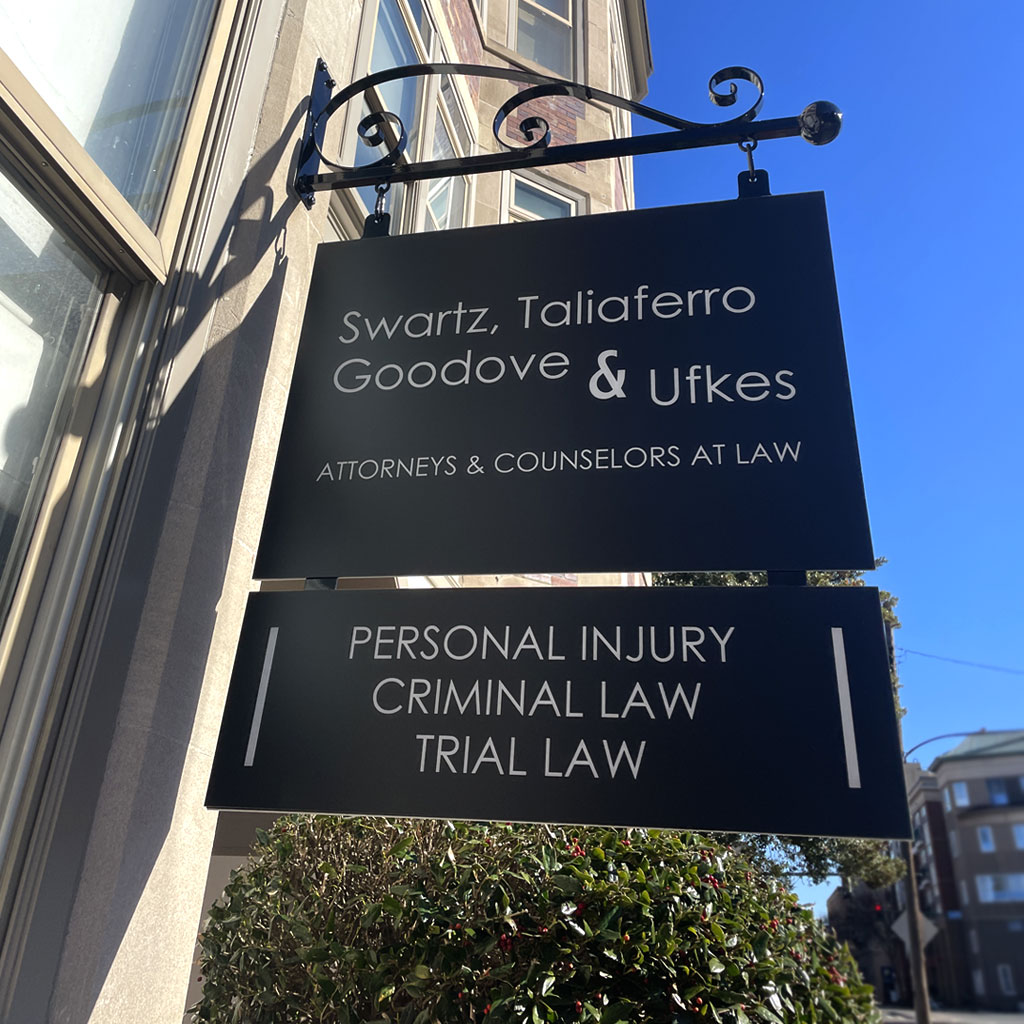 Swartz, Taliaferro
Goodove & Ufkes
ATTORNEYS & COUNSELORS AT LAW
PERSONAL INJURY
CRIMINAL LAW
TRIAL LAW